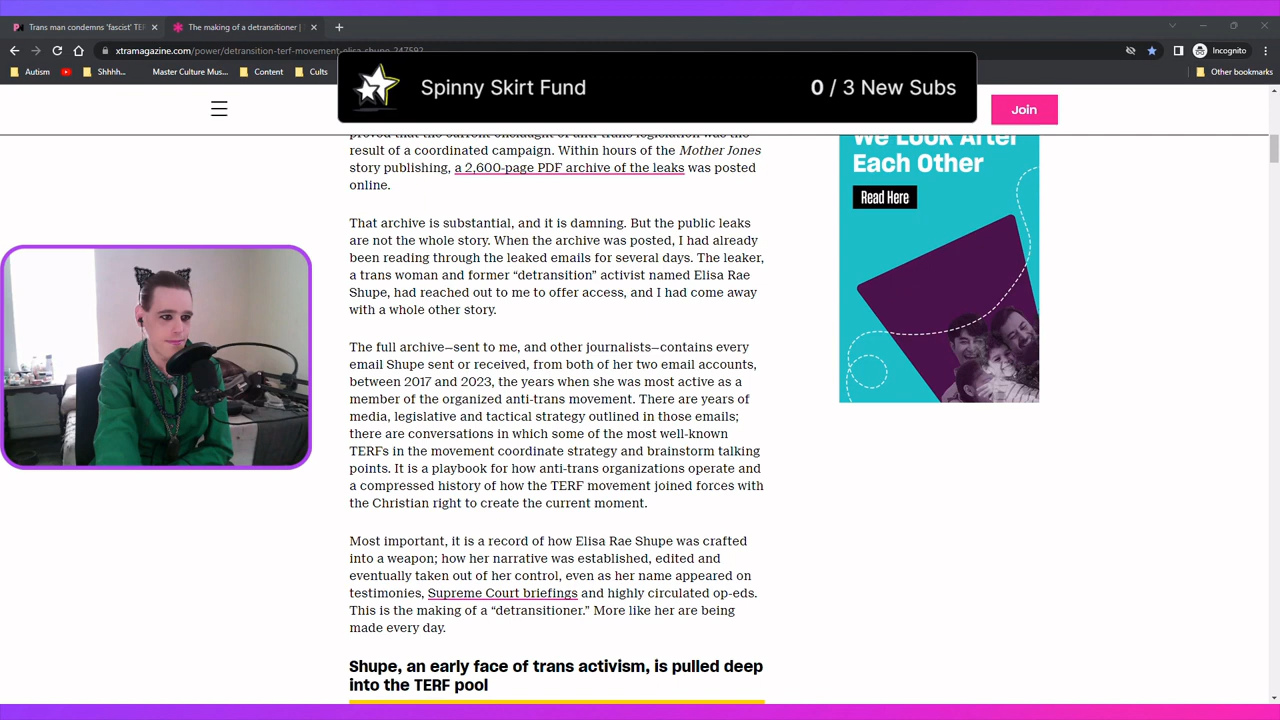 Trans man condemns 'fascist' TE
The making of a detransitioner |
xtramagazine.com/power/detransition-terf-movement-elisa-shupe-247592
Incognito
Autism
Shhhh...
Master Culture Mus...
Content
Cults
Other bookmarks
Spinny Skirt Fund
0 / 3 New Subs
Join
proved that the current onslaught of anti-trans legislation was the
result of a coordinated campaign. Within hours of the Mother Jones
story publishing, a 2,600-page PDF archive of the leaks was posted
online.
That archive is substantial, and it is damning. But the public leaks
are not the whole story. When the archive was posted, I had already
been reading through the leaked emails for several days. The leaker,
a trans woman and former “detransition” activist named Elisa Rae
Shupe, had reached out to me to offer access, and I had come away
with a whole other story.
The full archive—sent to me, and other journalists—contains every
email Shupe sent or received, from both of her two email accounts,
between 2017 and 2023, the years when she was most active as a
member of the organized anti-trans movement. There are years of
media, legislative and tactical strategy outlined in those emails;
there are conversations in which some of the most well-known
TERFs in the movement coordinate strategy and brainstorm talking
points. It is a playbook for how anti-trans organizations operate and
a compressed history of how the TERF movement joined forces with
the Christian right to create the current moment.
Most important, it is a record of how Elisa Rae Shupe was crafted
into a weapon; how her narrative was established, edited and
eventually taken out of her control, even as her name appeared on
testimonies, Supreme Court briefings and highly circulated op-eds.
This is the making of a “detransitioner.” More like her are being
made every day.
Shupe, an early face of trans activism, is pulled deep
into the TERF pool
We Look After
Each Other
Read Here